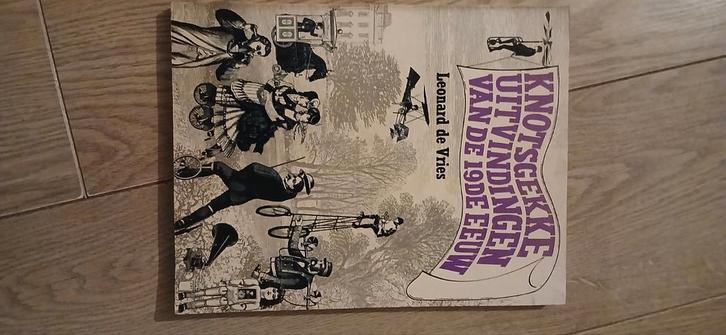 KNOTSGEKKE
UITVINDINGEN
VAN DE 19DE EEUW
Leonard de Vries